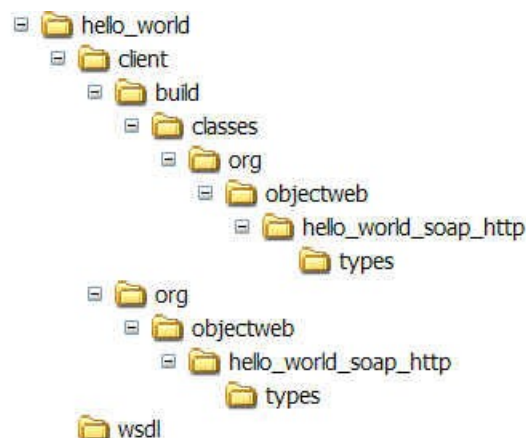 hello_world
client
build
classes
org
objectweb
hello_world_soap_http
types
org
objectweb
hello_world_soap_http
types
wsdl